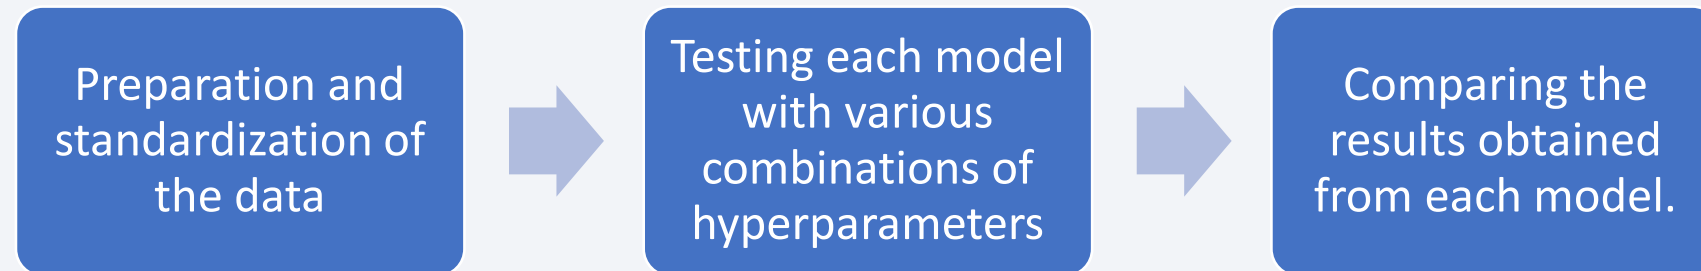 Preparation and
standardization of
the data
Testing each model
with various
combinations of
hyperparameters
Comparing the
results obtained
from each model.